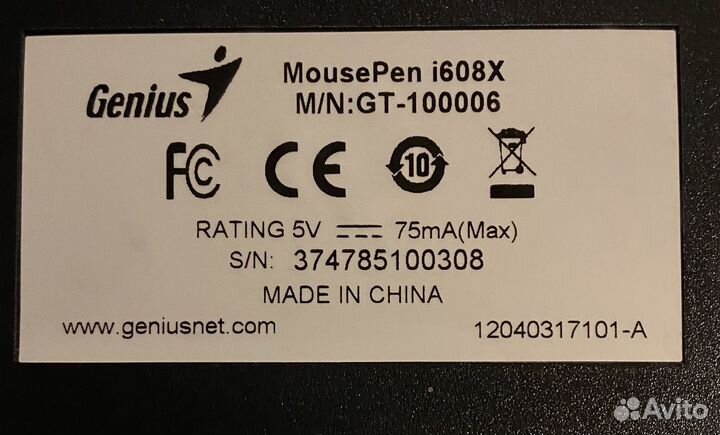 Genius
MousePen i608X
M/N:GT-100006
FC CE 10
RATING 5V 75mA(Max)
S/N: 374785100308
MADE IN CHINA
www.geniusnet.com
12040317101-A
Avito